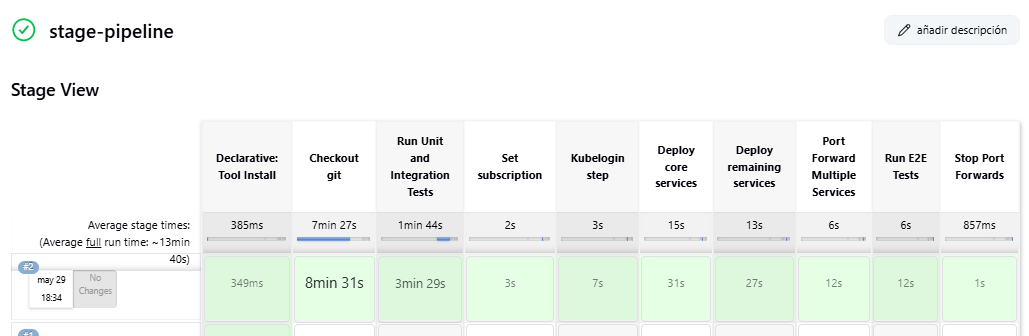 stage-pipeline
añadir descripción
Stage View
Declarative:
Tool Install
Checkout
git
Run Unit
and
Integration
Tests
Set
subscription
Kubelogin
step
Deploy
core
services
Deploy
remaining
services
Port
Forward
Multiple
Services
Run E2E
Tests
Stop Port
Forwards
Average stage times:
(Average full run time: ~13min
40s)
385ms
7min 27s
1min 44s
2s
3s
15s
13s
6s
6s
857ms
#2
may 29
18:34
No
Changes
349ms
8min 31s
3min 29s
3s
7s
31s
27s
12s
12s
1s
#1